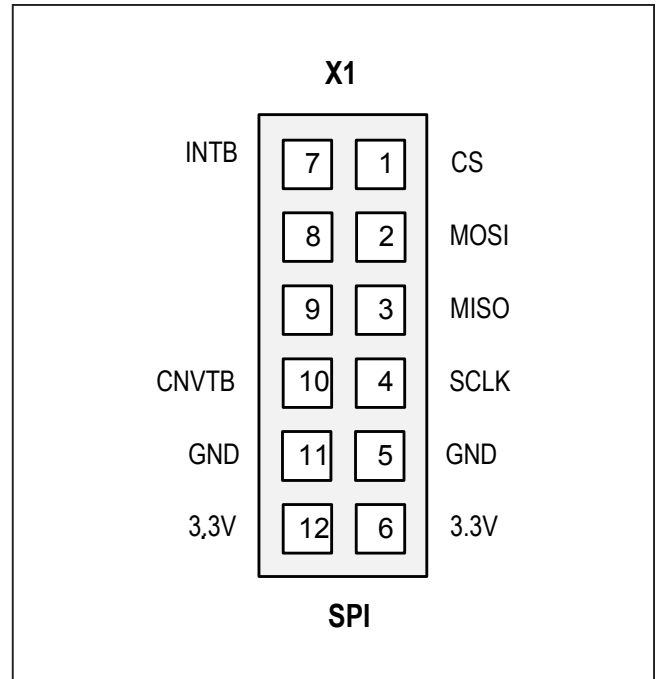 X1
INTB 7 1 CS
8 2 MOSI
9 3 MISO
CNVTB 10 4 SCLK
GND 11 5 GND
3,3V 12 6 3.3V
SPI